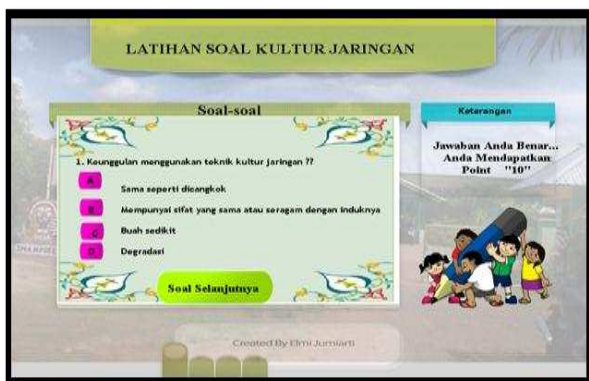 LATIHAN SOAL KULTUR JARINGAN
Soal-soal
1. Keunggulan menggunakan teknik kultur jaringan ??
A
Sama seperti dicangkok
B
Mempunyai sifat yang sama atau seragam dengan induknya
C
Buah sedikit
D
Degradasi
Soal Selanjutnya
Keterangan
Jawaban Anda Benar...
Anda Mendapatkan
Point "10"
Created By Elmi Jurniarti